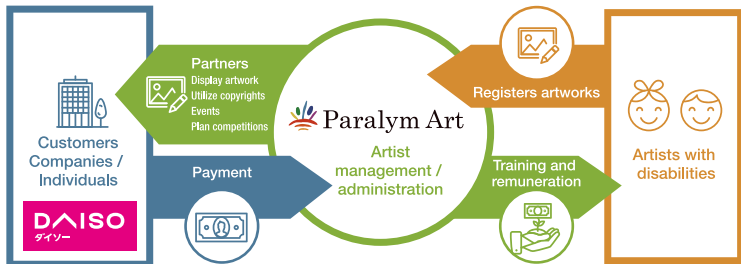 Partners
Display artwork
Utilize copyrights
Events
Plan competitions
Customers
Companies /
Individuals
DAISO
ダイソー
Payment
Paralym Art
Artist
management /
administration
Registers artworks
Training and
remuneration
Artists with
disabilities